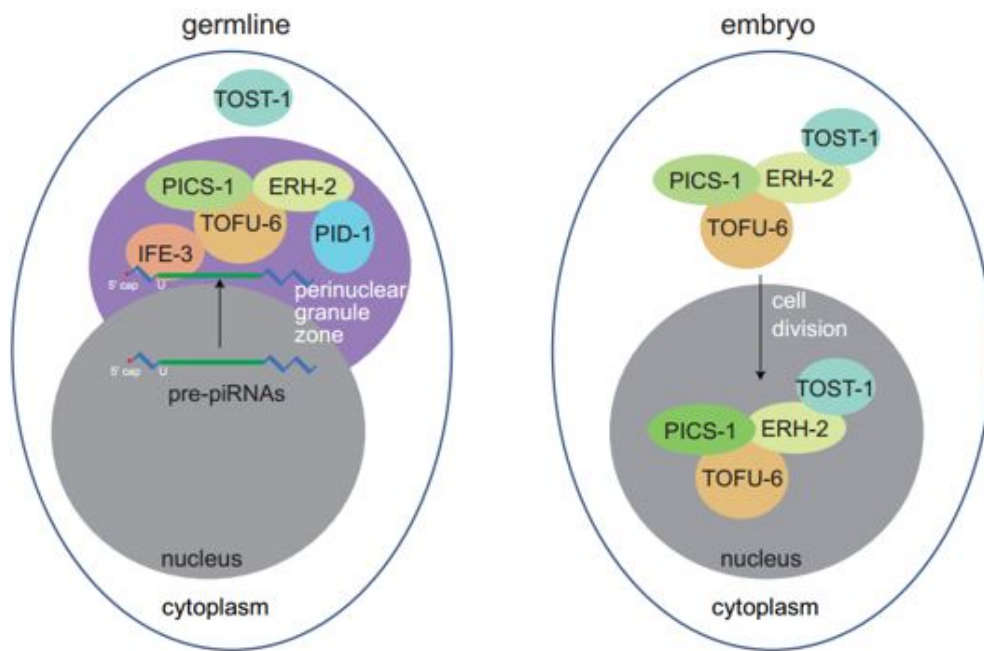 germline
TOST-1
PICS-1
ERH-2
TOFU-6
PID-1
IFE-3
5' cap
U
perinuclear
granule
zone
5' cap
U
pre-piRNAs
nucleus
cytoplasm
embryo
TOST-1
PICS-1
ERH-2
TOFU-6
cell
division
TOST-1
PICS-1
ERH-2
TOFU-6
nucleus
cytoplasm